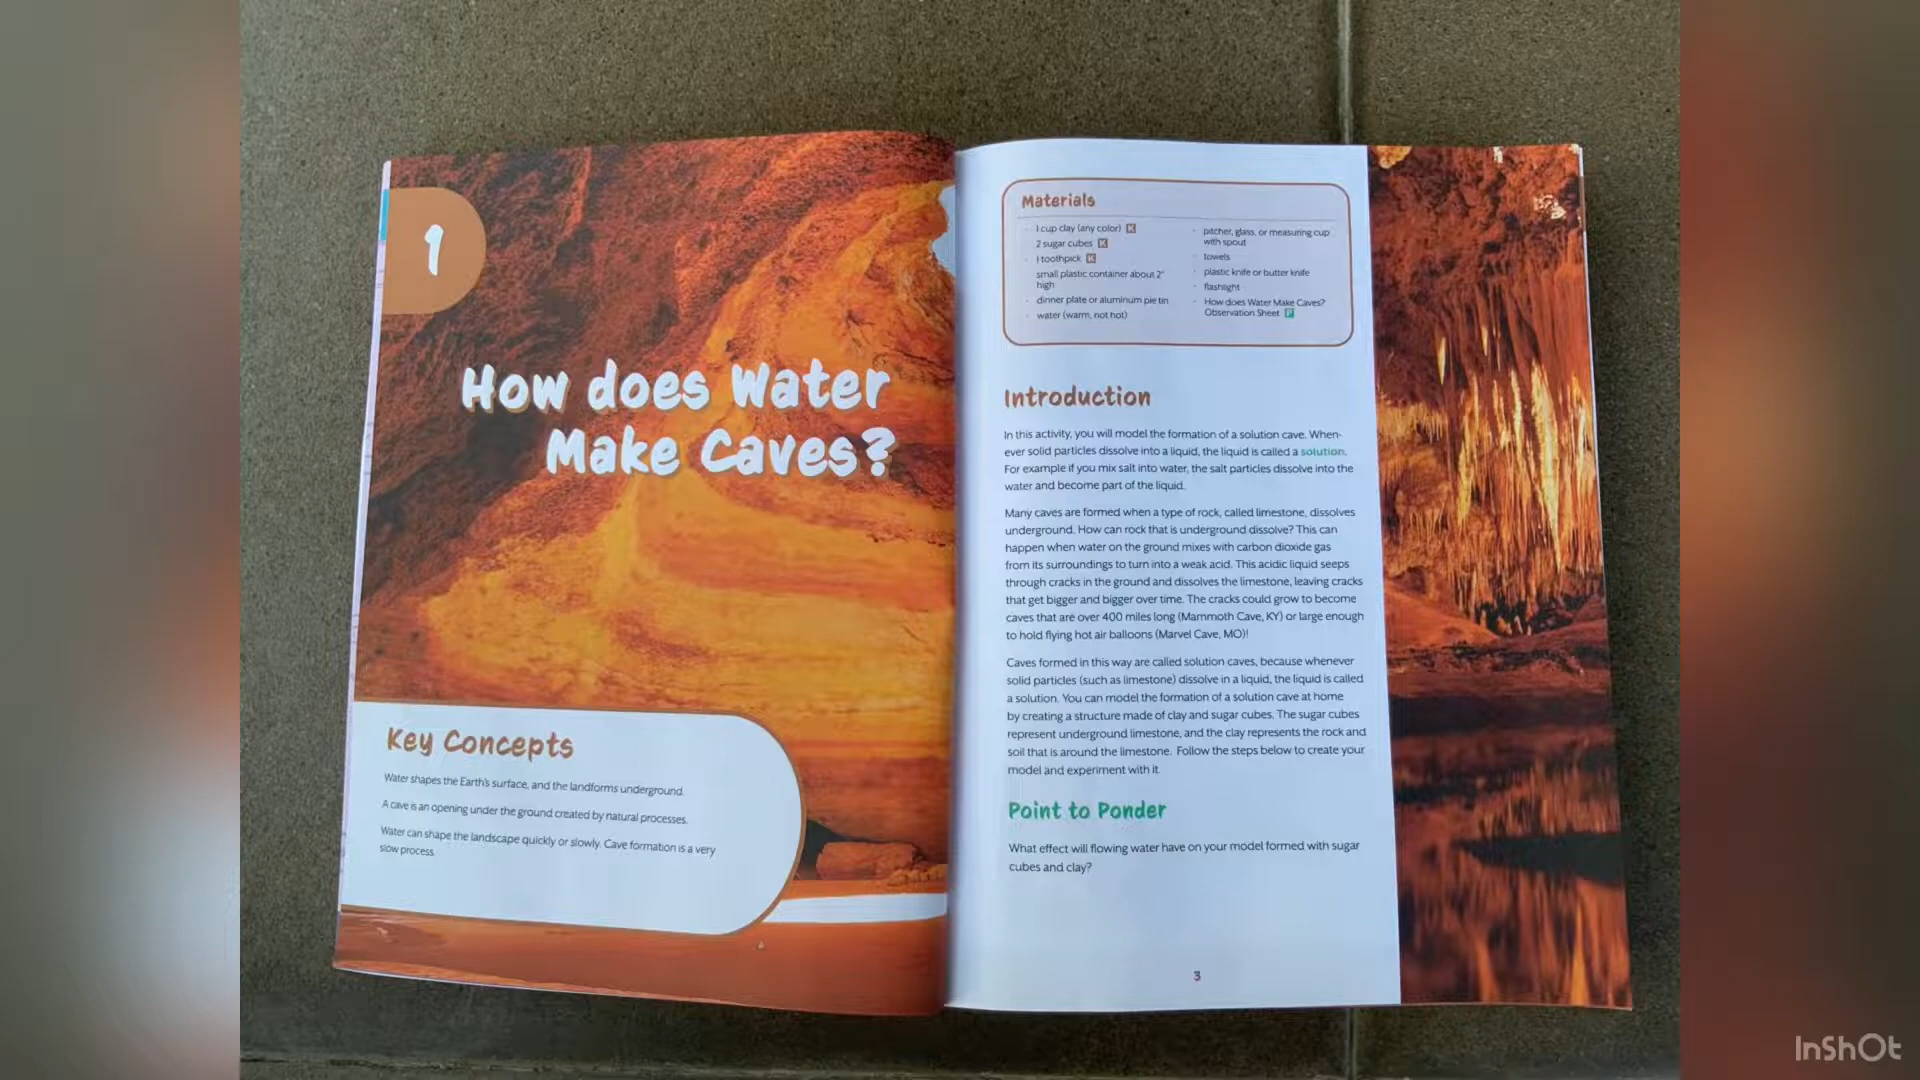 1
How does Water
Make Caves?
Key Concepts
Water shapes the Earth's surface, and the landforms underground.
A cave is an opening under the ground created by natural processes.
Water can shape the landscape quickly or slowly. Cave formation is a very
slow process.
Materials
1 cup clay (any color) K
2 sugar cubes K
1 toothpick K
small plastic container about 2"
high
dinner plate or aluminum pie tin
water (warm, not hot)
pitcher, glass, or measuring cup
with spout
towels
plastic knife or butter knife
flashlight
How does Water Make Caves?
Observation Sheet P
Introduction
In this activity, you will model the formation of a solution cave. When-
ever solid particles dissolve into a liquid, the liquid is called a solution.
For example if you mix salt into water, the salt particles dissolve into the
water and become part of the liquid.
Many caves are formed when a type of rock, called limestone, dissolves
underground. How can rock that is underground dissolve? This can
happen when water on the ground mixes with carbon dioxide gas
from its surroundings to turn into a weak acid. This acidic liquid seeps
through cracks in the ground and dissolves the limestone, leaving cracks
that get bigger and bigger over time. The cracks could grow to become
caves that are over 400 miles long (Mammoth Cave, KY) or large enough
to hold flying hot air balloons (Marvel Cave, MO)!
Caves formed in this way are called solution caves, because whenever
solid particles (such as limestone) dissolve in a liquid, the liquid is called
a solution. You can model the formation of a solution cave at home
by creating a structure made of clay and sugar cubes. The sugar cubes
represent underground limestone, and the clay represents the rock and
soil that is around the limestone. Follow the steps below to create your
model and experiment with it.
Point to Ponder
What effect will flowing water have on your model formed with sugar
cubes and clay?
3
InShOt